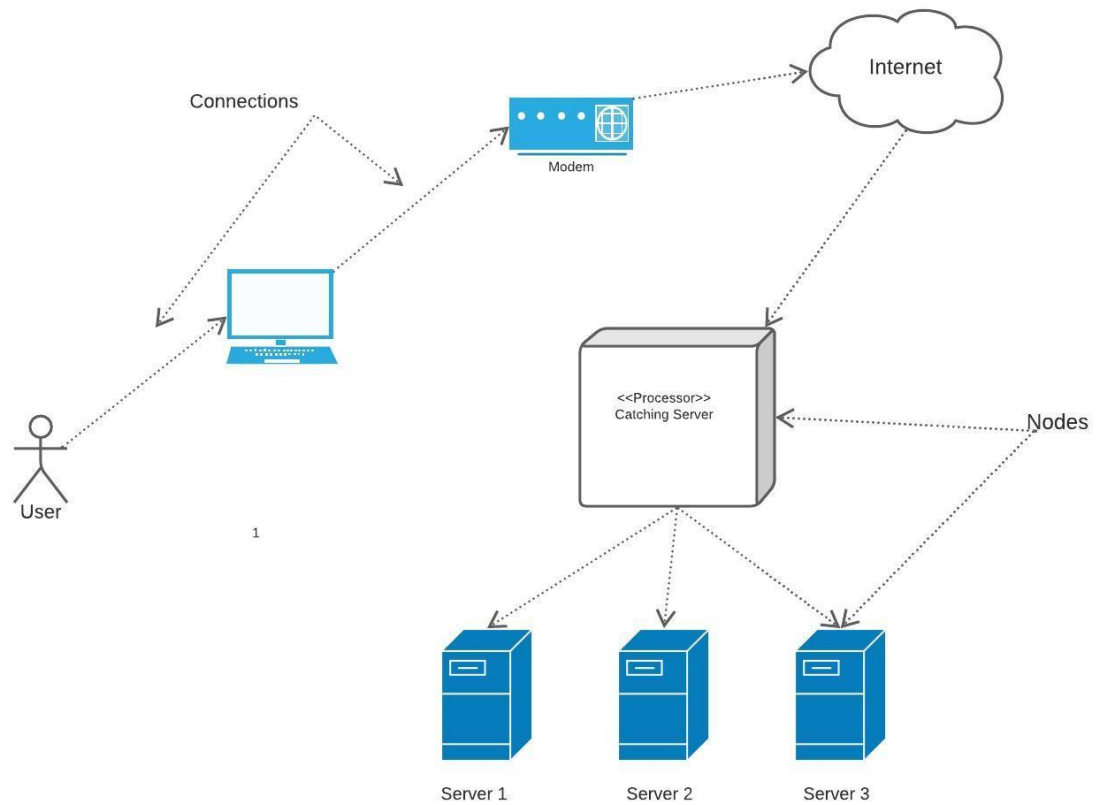 Internet
Connections
Modem
<<Processor>>
Catching Server
Nodes
User
1
Server 1
Server 2
Server 3